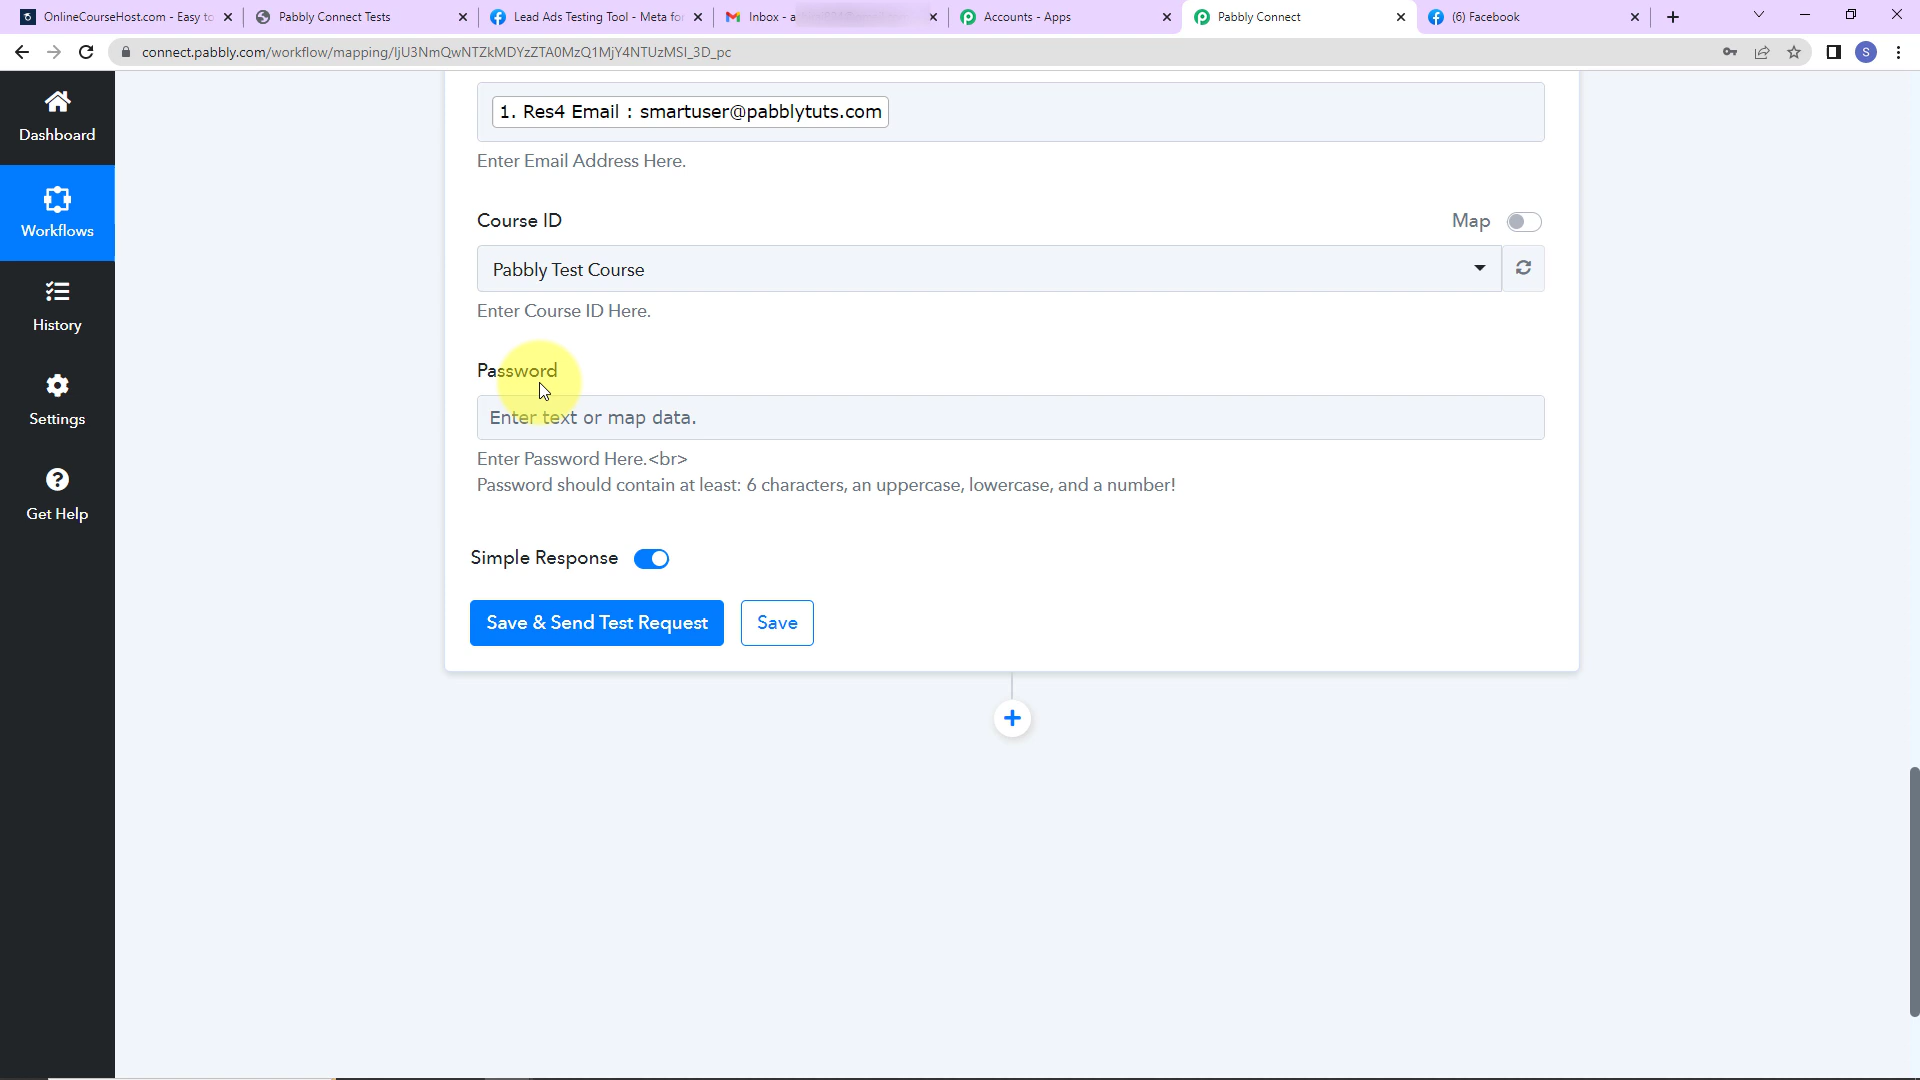 OnlineCourseHost.com - Easy to
Pabbly Connect Tests
Lead Ads Testing Tool - Meta fo
Inbox - a
Accounts - Apps
Pabbly Connect
(6) Facebook
connect.pabbly.com/workflow/mapping/IjU3NmQwNTZkMDYzZTA0MzQ1MjY4NTUzMSI_3D_pc
S
Dashboard
Workflows
History
Settings
Get Help
1. Res4 Email : smartuser@pabblytuts.com
Enter Email Address Here.
Course ID
Map
Pabbly Test Course
Enter Course ID Here.
Password
Enter text or map data.
Enter Password Here.<br>
Password should contain at least: 6 characters, an uppercase, lowercase, and a number!
Simple Response
Save & Send Test Request
Save